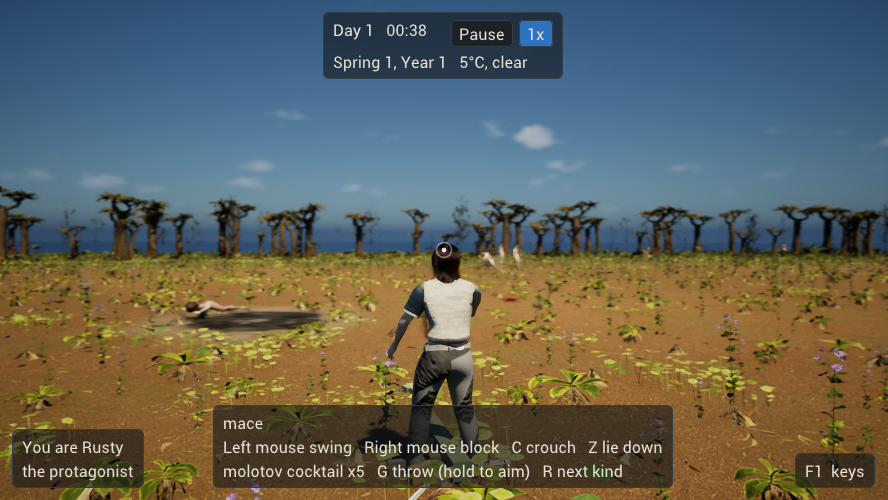 Day 1 00:38 Pause 1x
Spring 1, Year 1 5°C, clear
mace
Left mouse swing Right mouse block C crouch Z lie down
molotov cocktail x5 G throw (hold to aim) R next kind
You are Rusty
the protagonist
F1 keys